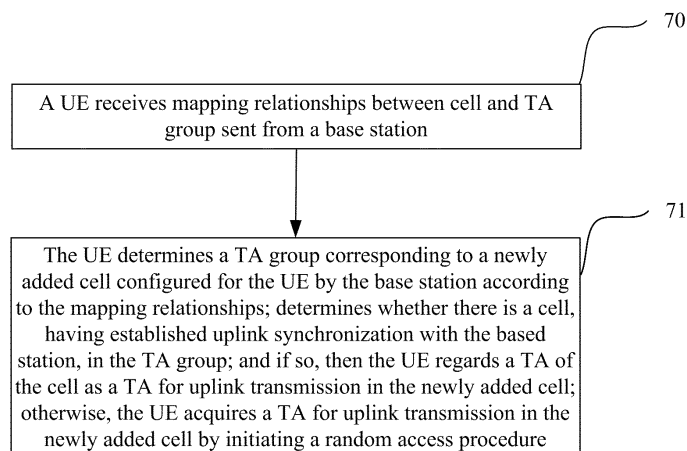 70
A UE receives mapping relationships between cell and TA
group sent from a base station
71
The UE determines a TA group corresponding to a newly
added cell configured for the UE by the base station according
to the mapping relationships; determines whether there is a cell,
having established uplink synchronization with the based
station, in the TA group; and if so, then the UE regards a TA of
the cell as a TA for uplink transmission in the newly added cell;
otherwise, the UE acquires a TA for uplink transmission in the
newly added cell by initiating a random access procedure